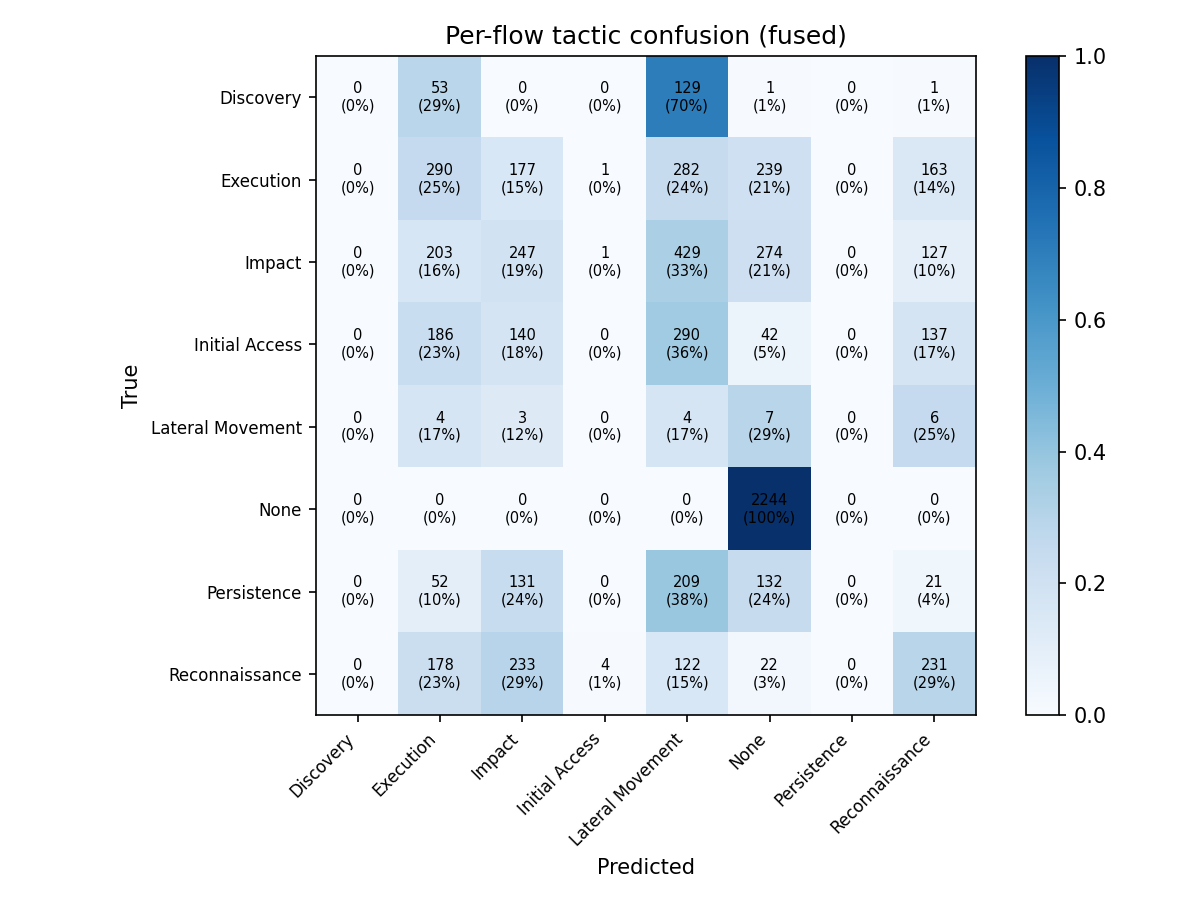 Per-flow tactic confusion (fused)
True
Discovery
0 53 0 0 129 1 0 1
(0%) (29%) (0%) (0%) (70%) (1%) (0%) (1%)
Execution
0 290 177 1 282 239 0 163
(0%) (25%) (15%) (0%) (24%) (21%) (0%) (14%)
Impact
0 203 247 1 429 274 0 127
(0%) (16%) (19%) (0%) (33%) (21%) (0%) (10%)
Initial Access
0 186 140 0 290 42 0 137
(0%) (23%) (18%) (0%) (36%) (5%) (0%) (17%)
Lateral Movement
0 4 3 0 4 7 0 6
(0%) (17%) (12%) (0%) (17%) (29%) (0%) (25%)
None
0 0 0 0 0 2244 0 0
(0%) (0%) (0%) (0%) (0%) (100%) (0%) (0%)
Persistence
0 52 131 0 209 132 0 21
(0%) (10%) (24%) (0%) (38%) (24%) (0%) (4%)
Reconnaissance
0 178 233 4 122 22 0 231
(0%) (23%) (29%) (1%) (15%) (3%) (0%) (29%)
Discovery
Execution
Impact
Initial Access
Lateral Movement
None
Persistence
Reconnaissance
Predicted
1.0
0.8
0.6
0.4
0.2
0.0